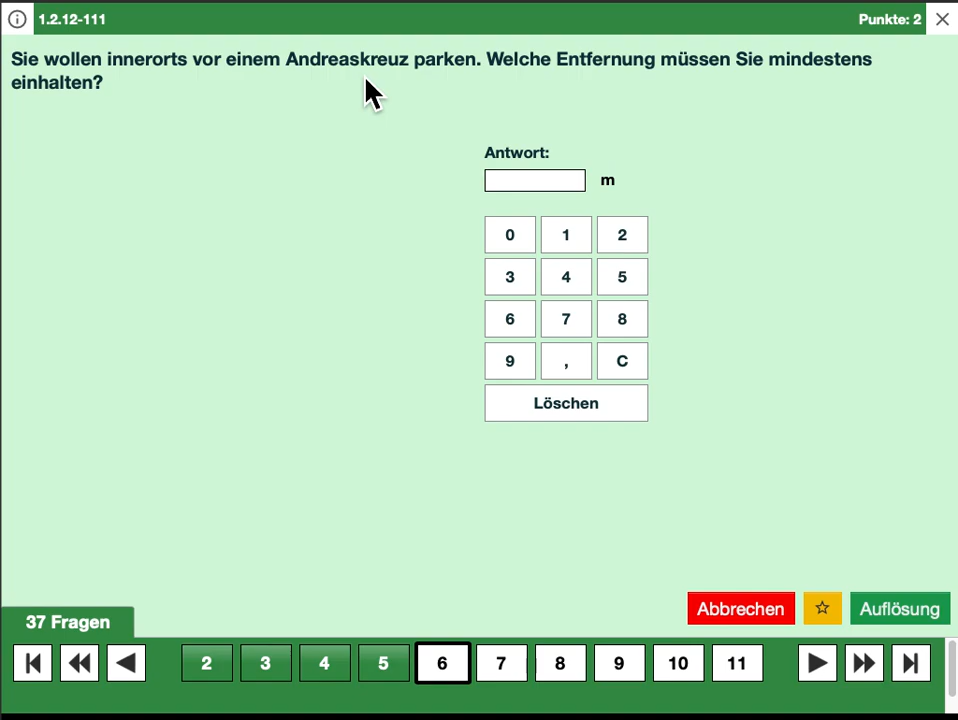 1.2.12-111 Punkte: 2
Sie wollen innerorts vor einem Andreaskreuz parken. Welche Entfernung müssen Sie mindestens
einhalten?
Antwort:
m
0 1 2
3 4 5
6 7 8
9 , C
Löschen
Abbrechen Auflösung
37 Fragen
2 3 4 5 6 7 8 9 10 11